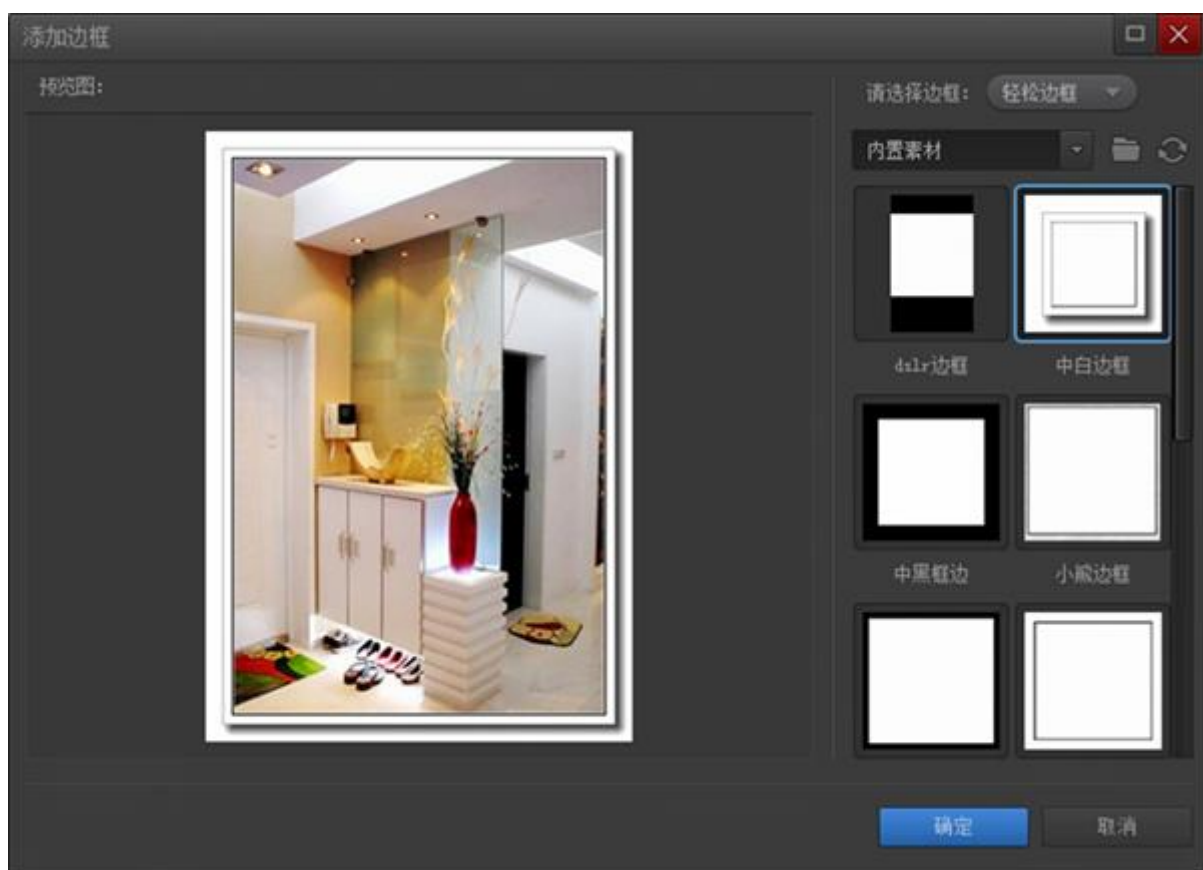 添加边框
预览图:
请选择边框:
轻松边框
内置素材
dslr边框
中白边框
中黑框边
小熊边框
确定
取消